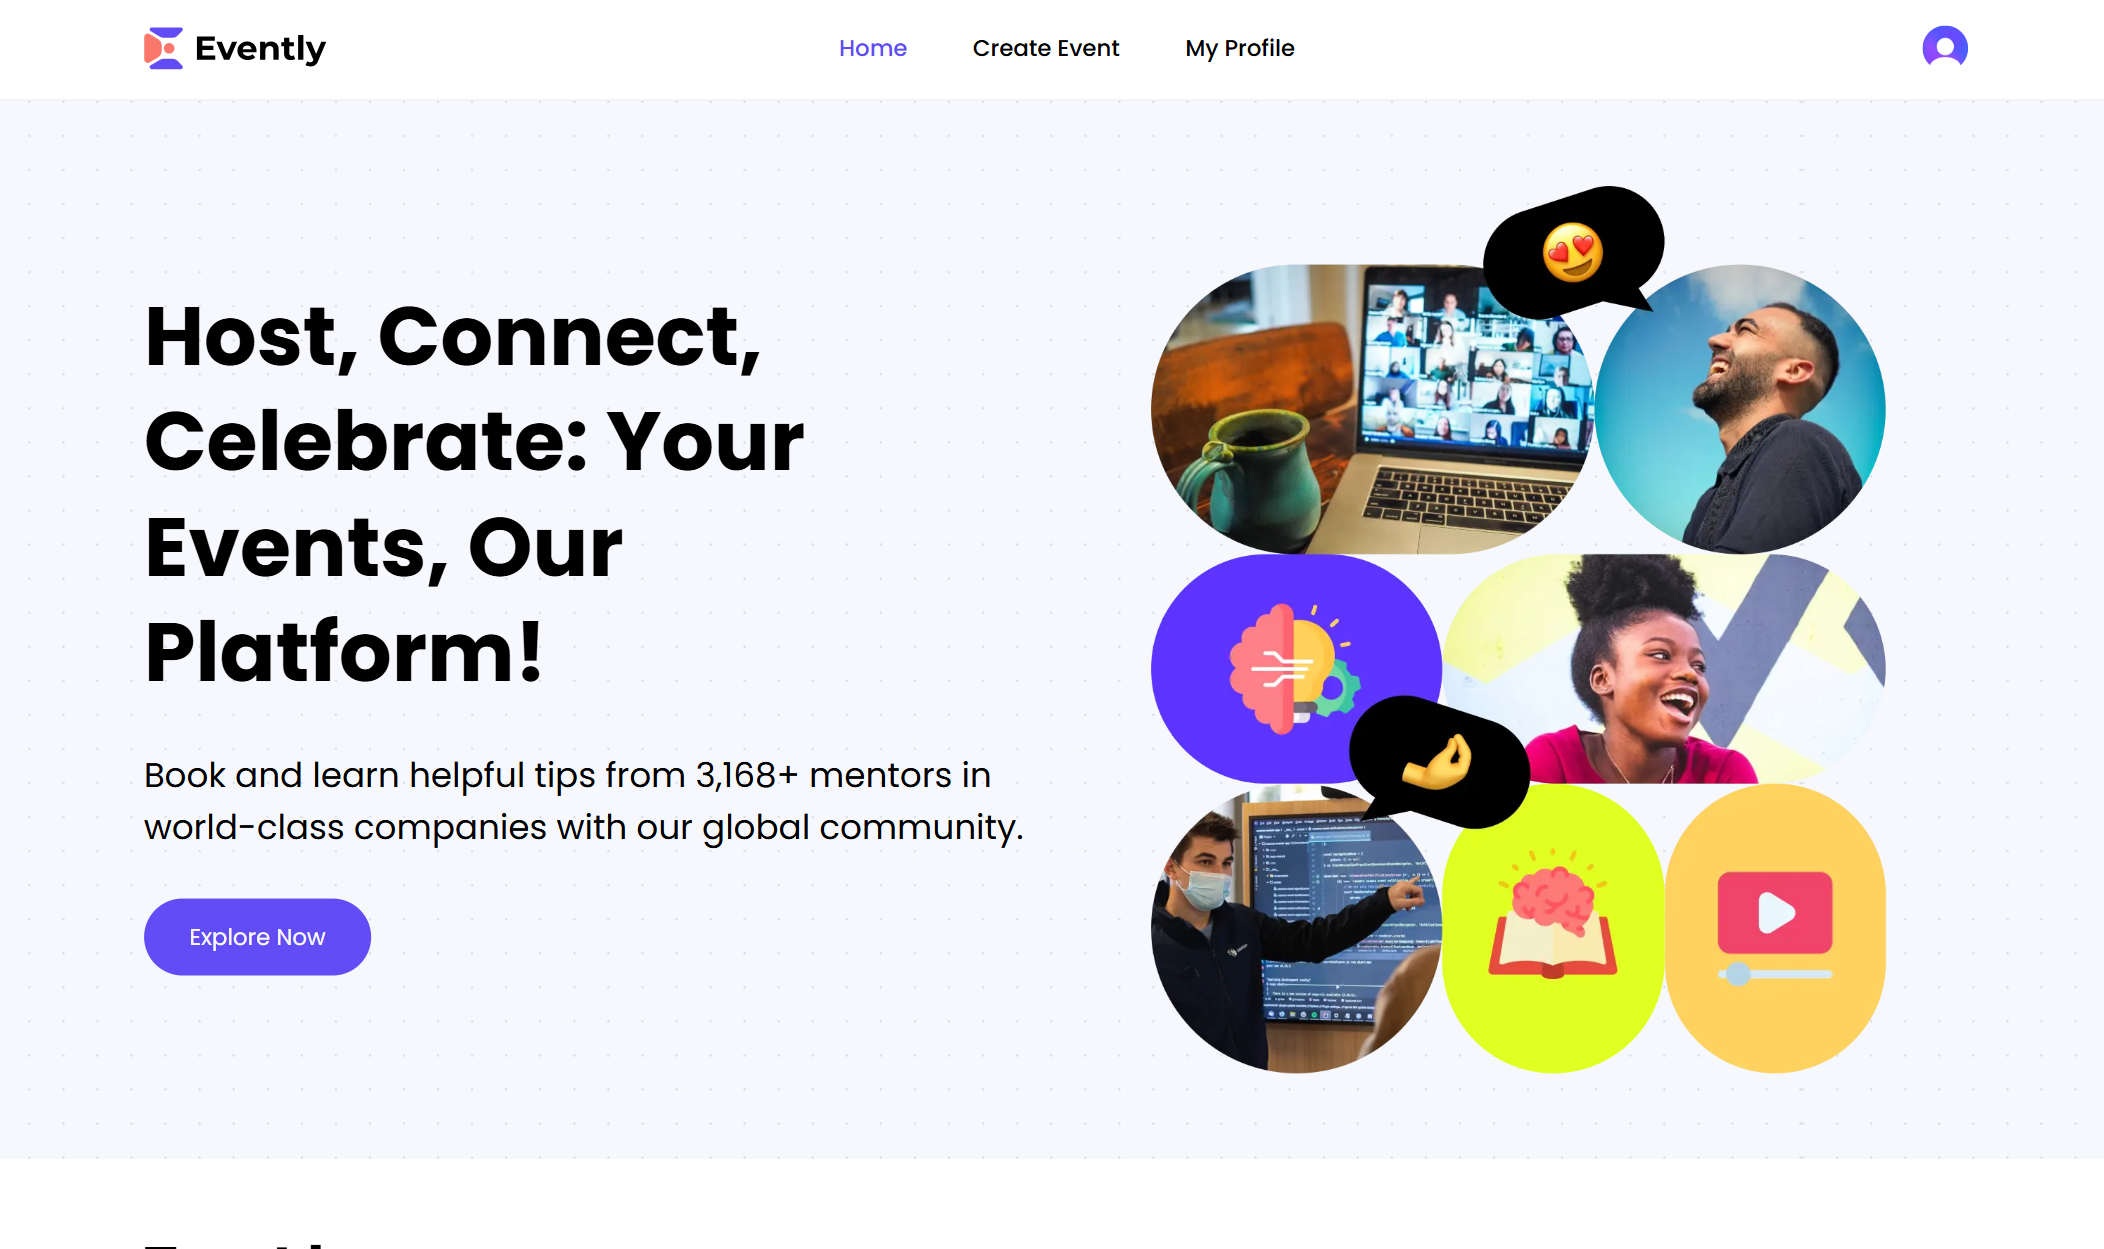 Evently
Home
Create Event
My Profile
Host, Connect,
Celebrate: Your
Events, Our
Platform!
Book and learn helpful tips from 3,168+ mentors in
world-class companies with our global community.
Explore Now